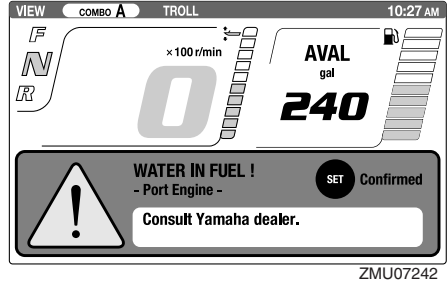 VIEW COMBO A TROLL 10:27 AM
F
N
R
×100 r/min
0
AVAL
gal
240
WATER IN FUEL !
- Port Engine -
SET Confirmed
Consult Yamaha dealer.
ZMU07242